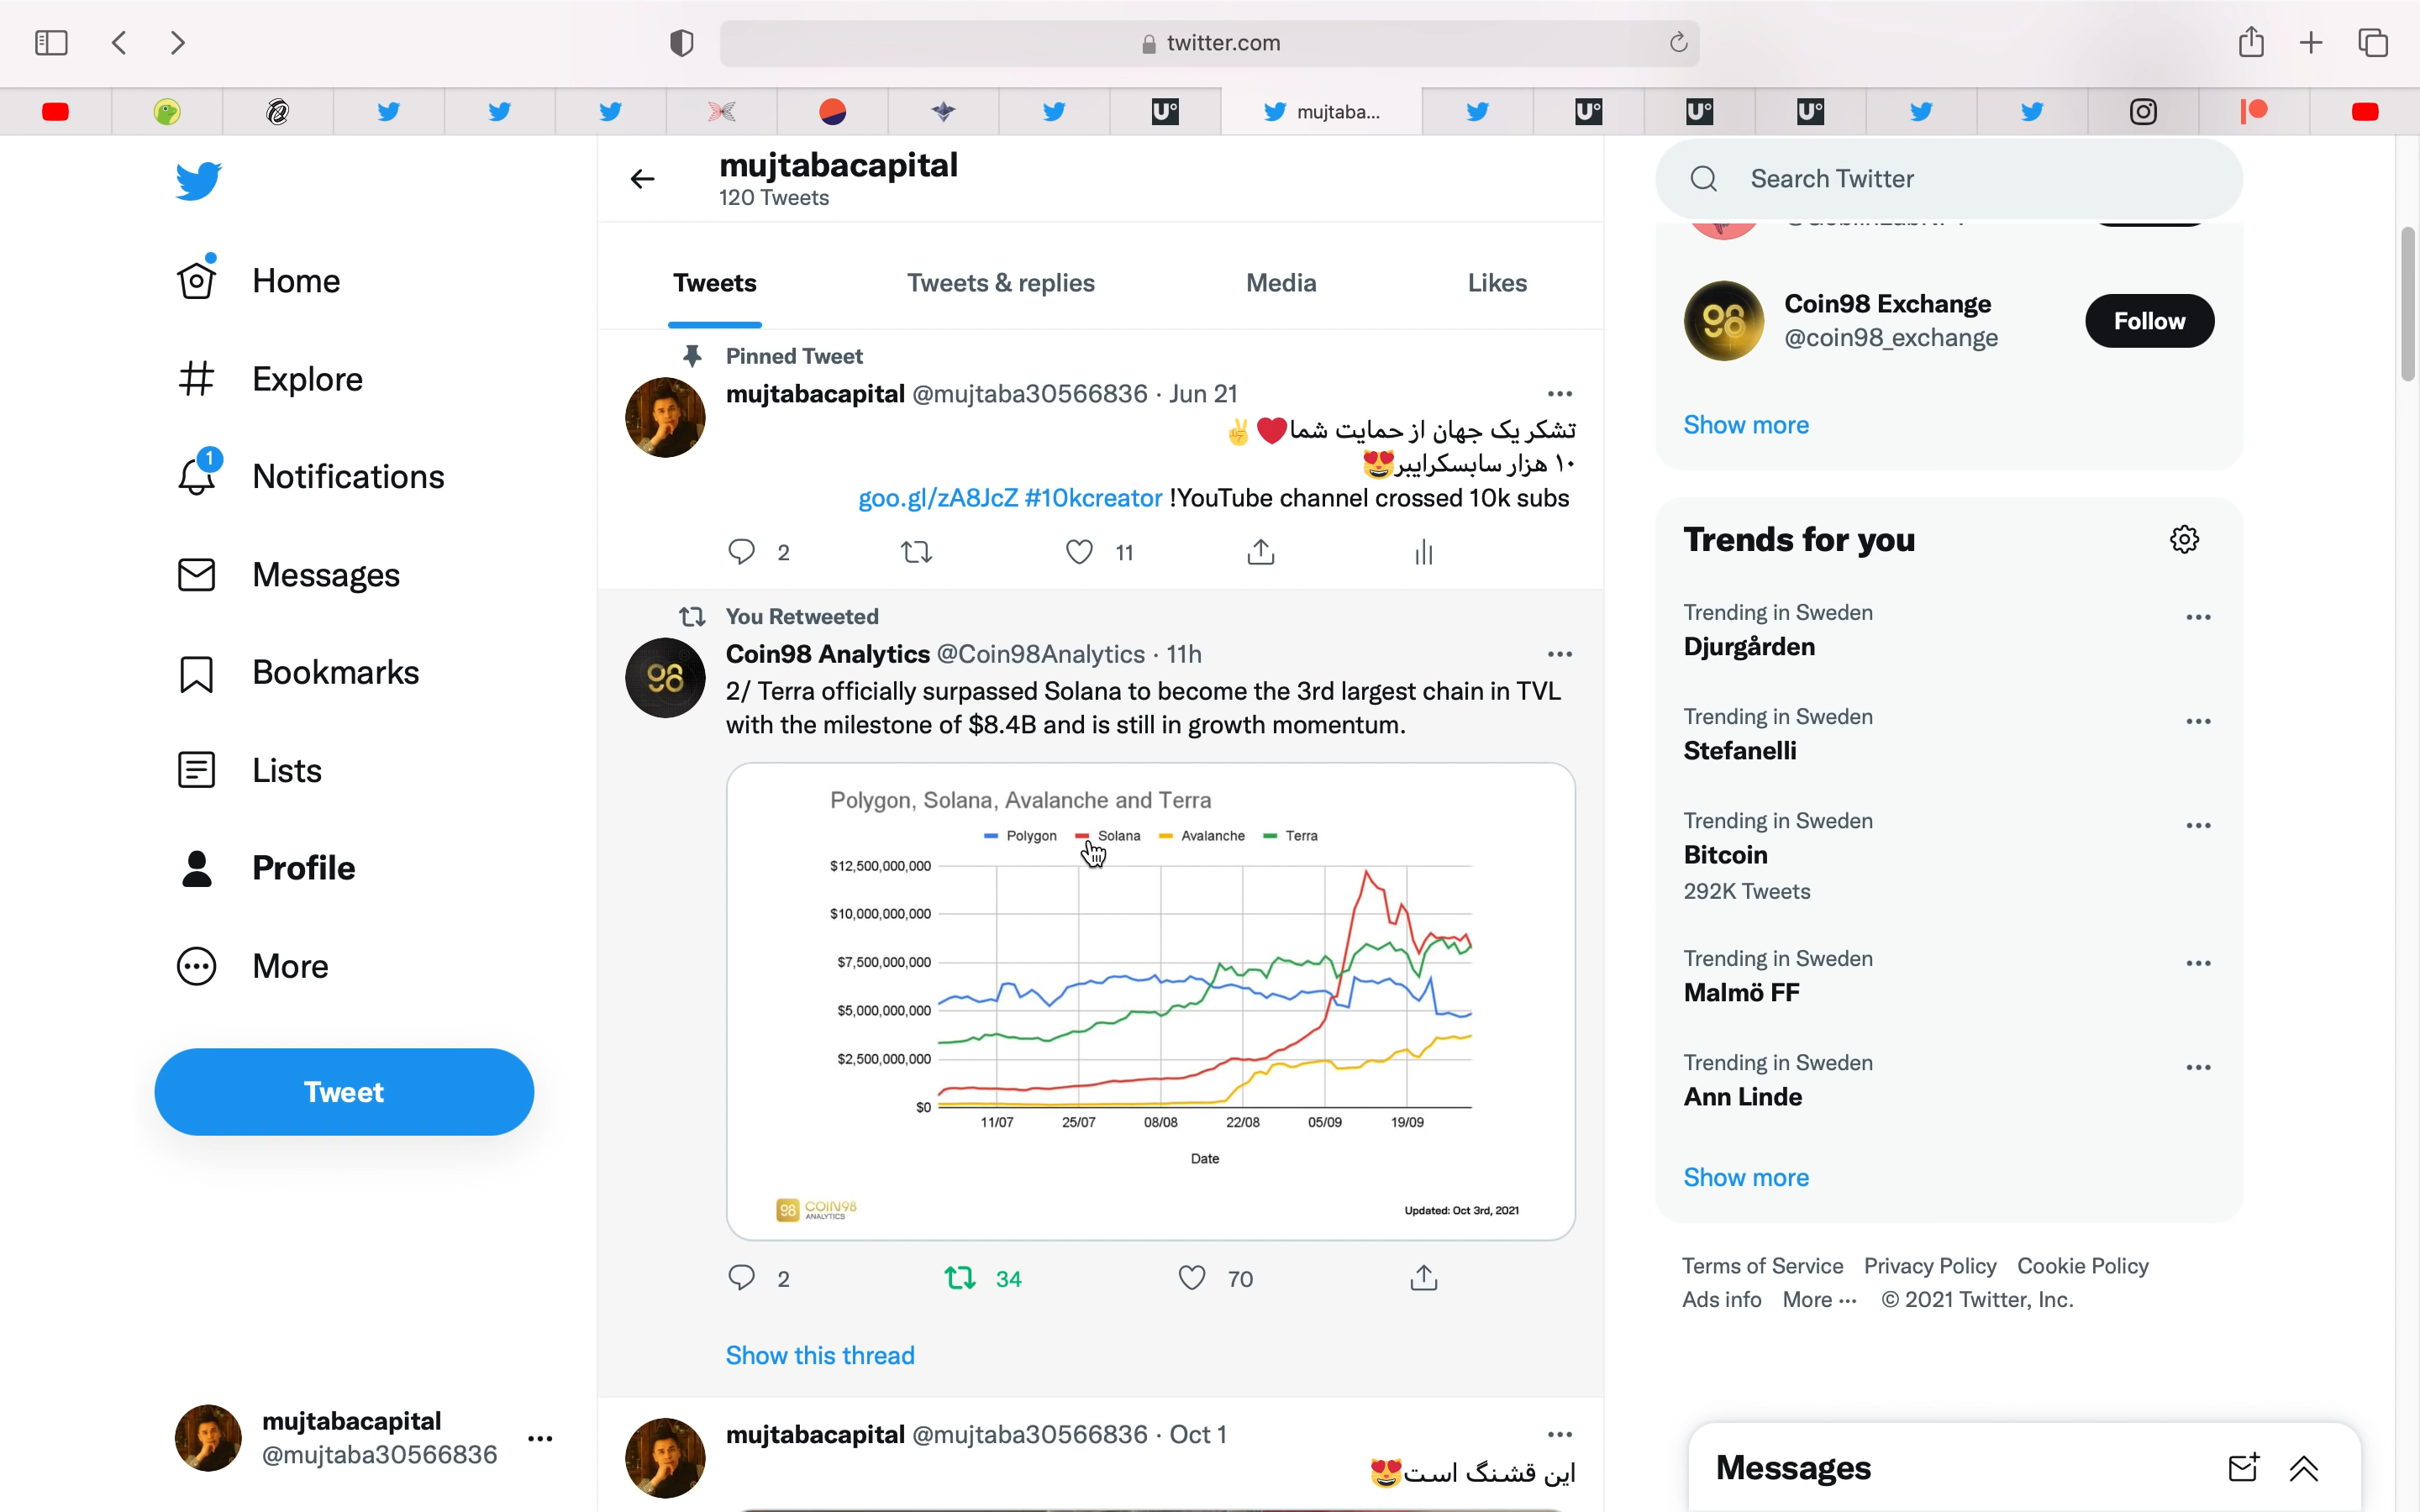 twitter.com
mujtaba...
Home
Explore
1
Notifications
Messages
Bookmarks
Lists
Profile
More
Tweet
mujtabacapital
@mujtaba30566836
mujtabacapital
120 Tweets
Tweets
Tweets & replies
Media
Likes
Pinned Tweet
mujtabacapital @mujtaba30566836 · Jun 21
تشکر یک جهان از حمایت شما❤️✌️
۱۰ هزار سابسکرایبر😍
goo.gl/zA8JcZ #10kcreator !YouTube channel crossed 10k subs
2
11
You Retweeted
Coin98 Analytics @Coin98Analytics · 11h
2/ Terra officially surpassed Solana to become the 3rd largest chain in TVL
with the milestone of $8.4B and is still in growth momentum.
Polygon, Solana, Avalanche and Terra
Polygon Solana Avalanche Terra
$12,500,000,000
$10,000,000,000
$7,500,000,000
$5,000,000,000
$2,500,000,000
$0
11/07 25/07 08/08 22/08 05/09 19/09
Date
98 COIN98
ANALYTICS
Updated: Oct 3rd, 2021
2
34
70
Show this thread
mujtabacapital @mujtaba30566836 · Oct 1
این قشنگ است😍
Search Twitter
Coin98 Exchange
@coin98_exchange
Follow
Show more
Trends for you
Trending in Sweden
Djurgården
Trending in Sweden
Stefanelli
Trending in Sweden
Bitcoin
292K Tweets
Trending in Sweden
Malmö FF
Trending in Sweden
Ann Linde
Show more
Terms of Service Privacy Policy Cookie Policy
Ads info More ··· © 2021 Twitter, Inc.
Messages